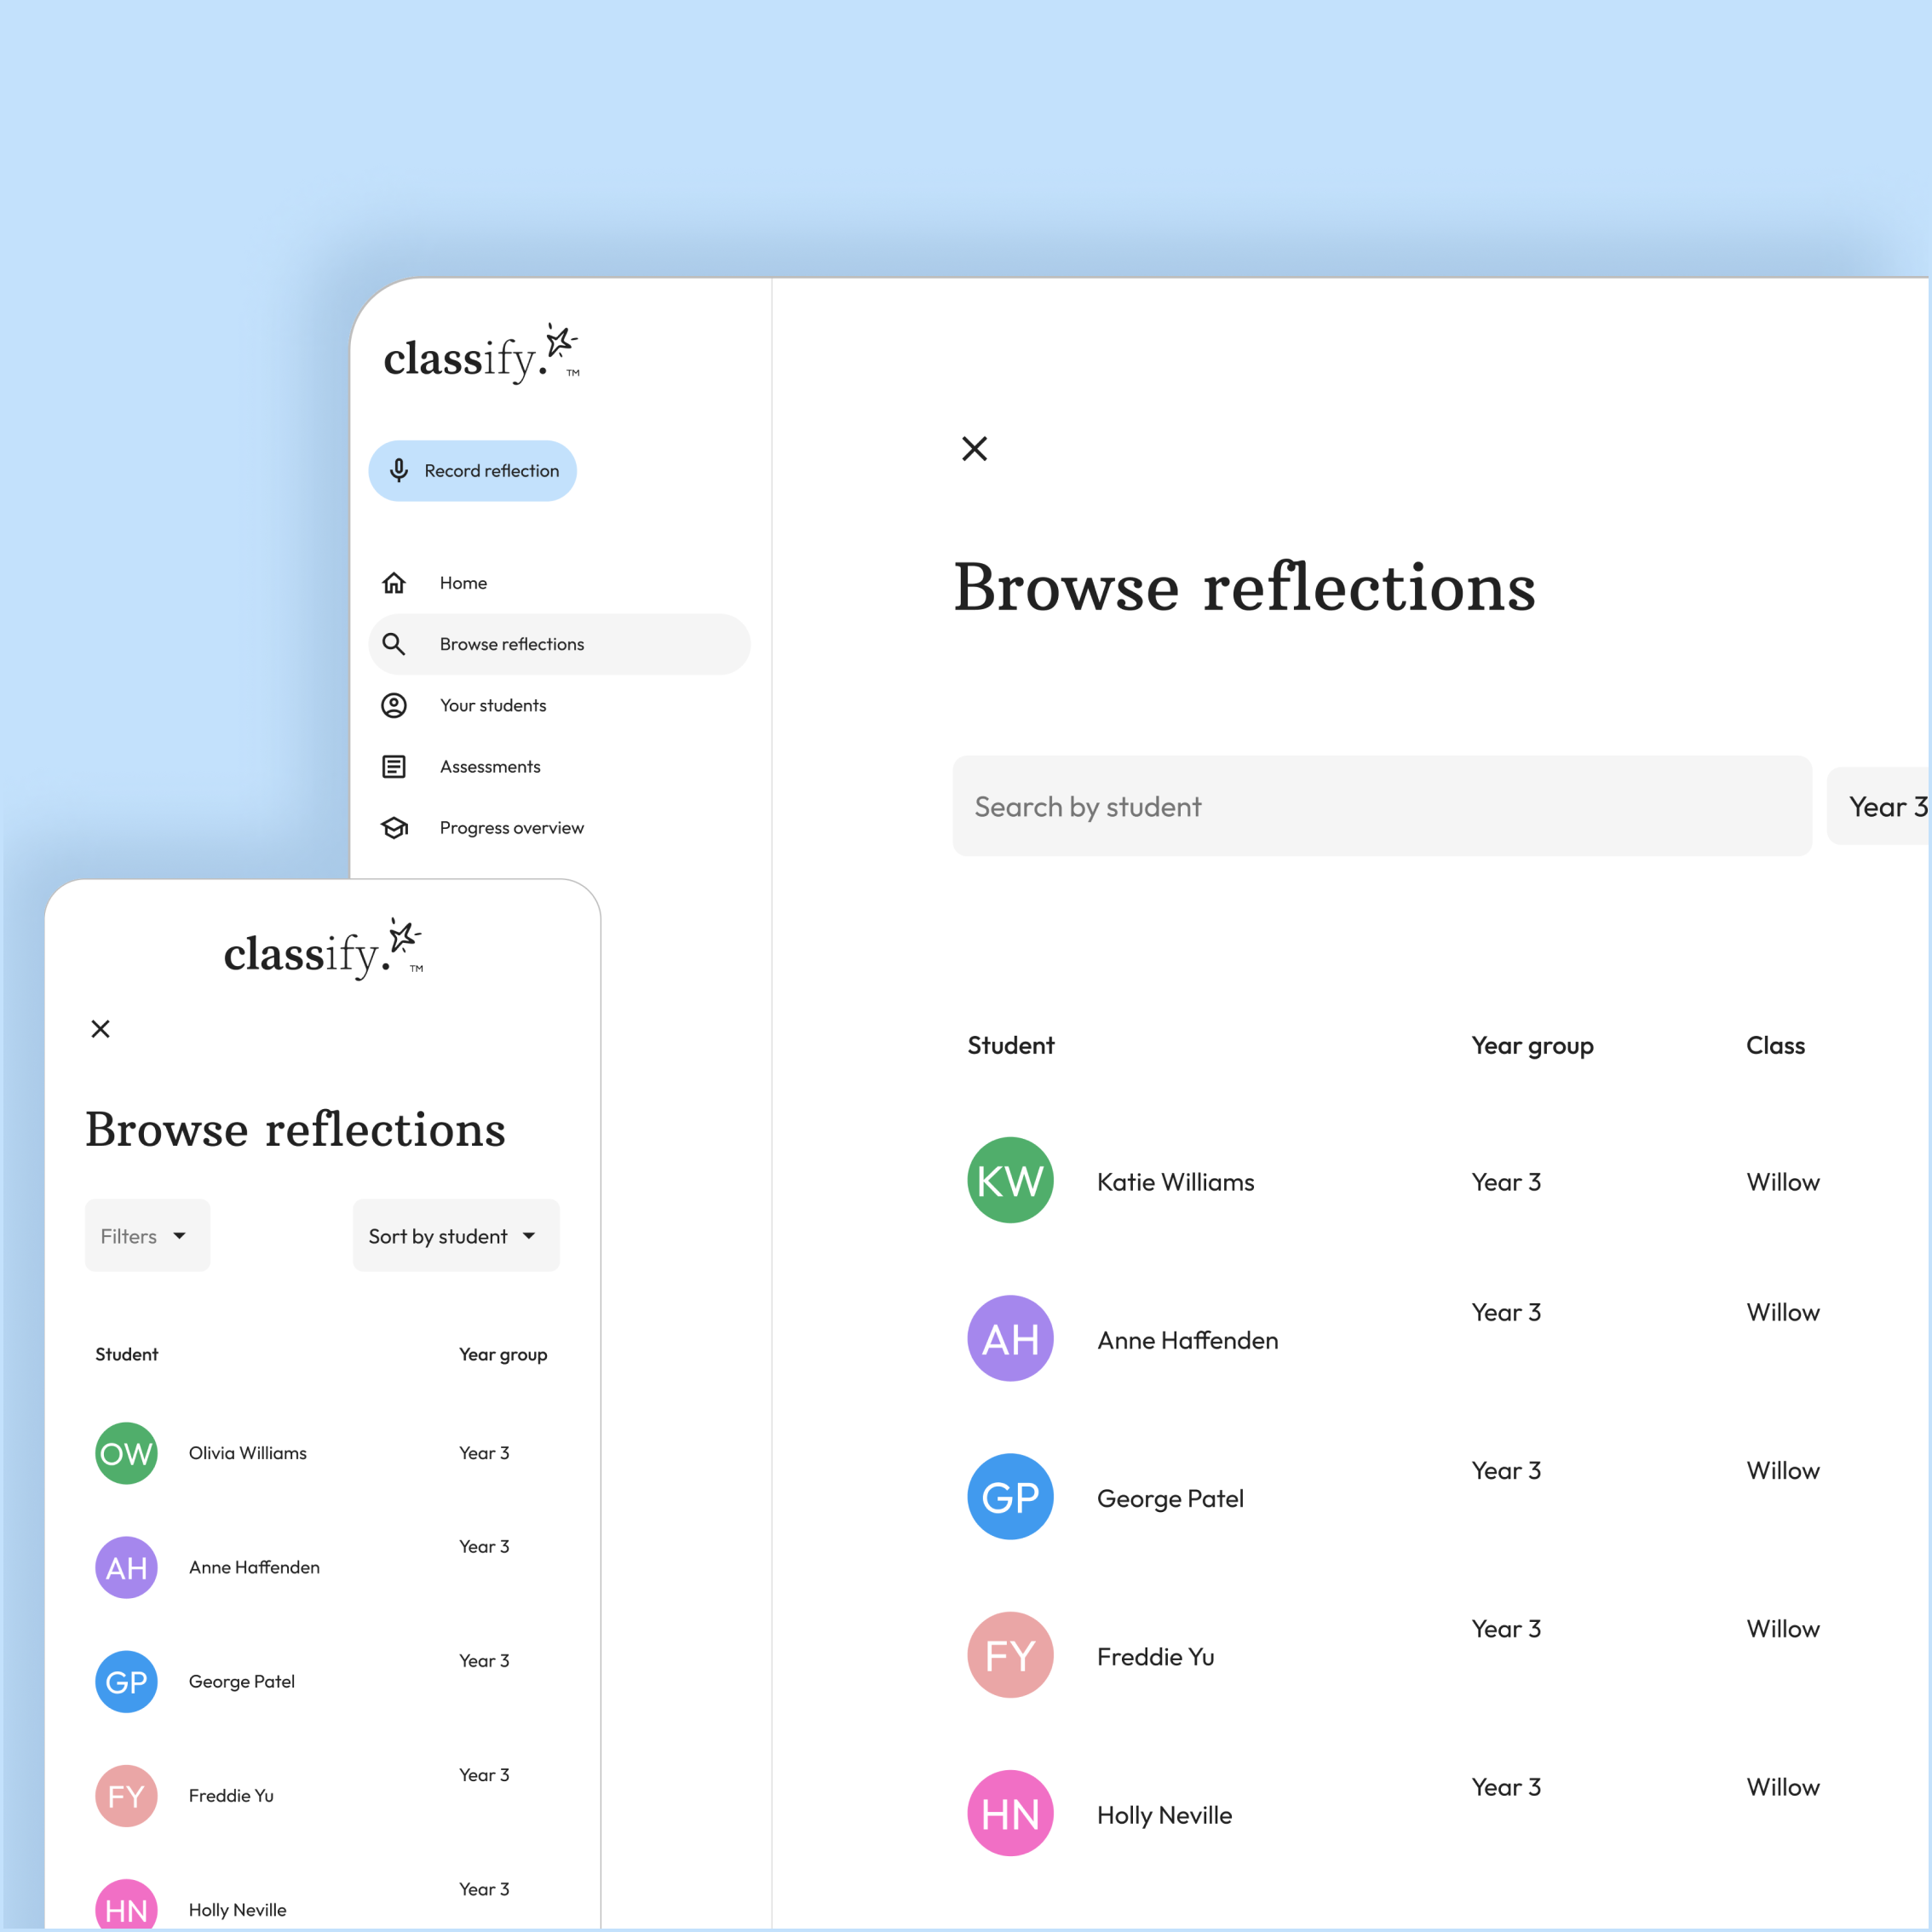 classify.™
Record reflection
Home
Browse reflections
Your students
Assessments
Progress overview
Browse reflections
Search by student
Year 3
Student Year group Class
KW Katie Williams Year 3 Willow
AH Anne Haffenden Year 3 Willow
GP George Patel Year 3 Willow
FY Freddie Yu Year 3 Willow
HN Holly Neville Year 3 Willow
classify.™
Browse reflections
Filters Sort by student
Student Year group
OW Olivia Williams Year 3
AH Anne Haffenden Year 3
GP George Patel Year 3
FY Freddie Yu Year 3
HN Holly Neville Year 3